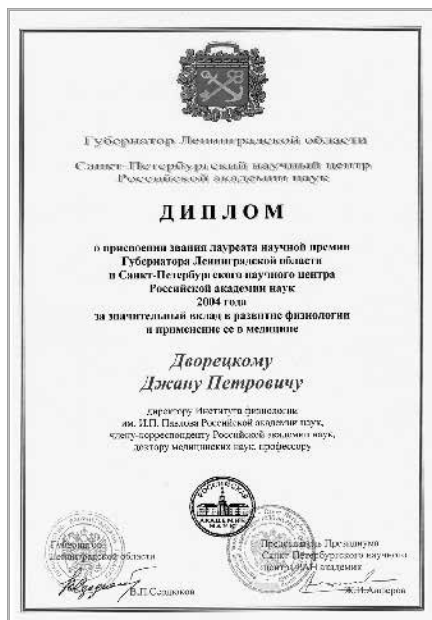 Губернатор Ленинградской области
Санкт-Петербургский научный центр
Российской академии наук
ДИПЛОМ
о присвоении звания лауреата научной премии
Губернатора Ленинградской области
и Санкт-Петербургского научного центра
Российской академии наук
2004 года
за значительный вклад в развитие физиологии
и применение ее в медицине
Дворецкому
Джану Петровичу
директору Института физиологии
им. И.П. Павлова Российской академии наук,
члену-корреспонденту Российской академии наук,
доктору медицинских наук, профессору
РОССИЙСКАЯ
АКАДЕМИЯ
НАУК
Губернатор
Ленинградской области
В.П.Сердюков
Председатель Президиума
Санкт-Петербургского научного
центра РАН академик
Ж.И.Алферов